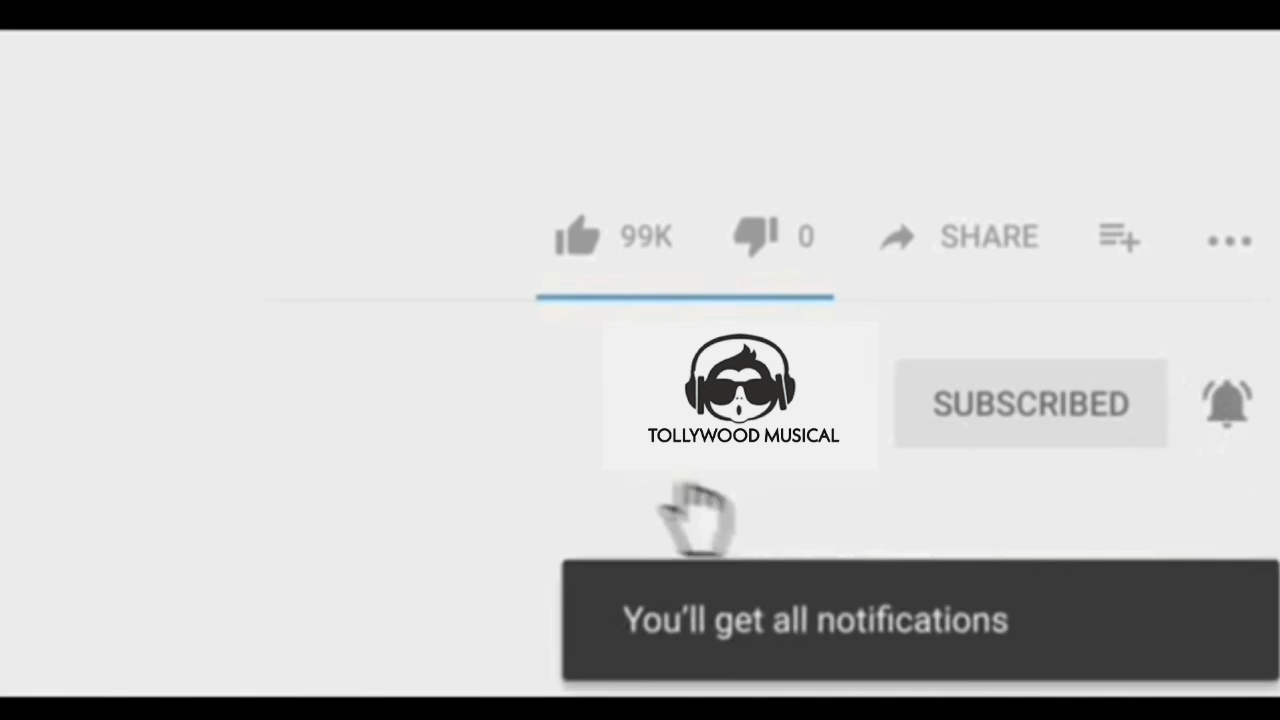 99K
0
SHARE
TOLLYWOOD MUSICAL
SUBSCRIBED
You'll get all notifications